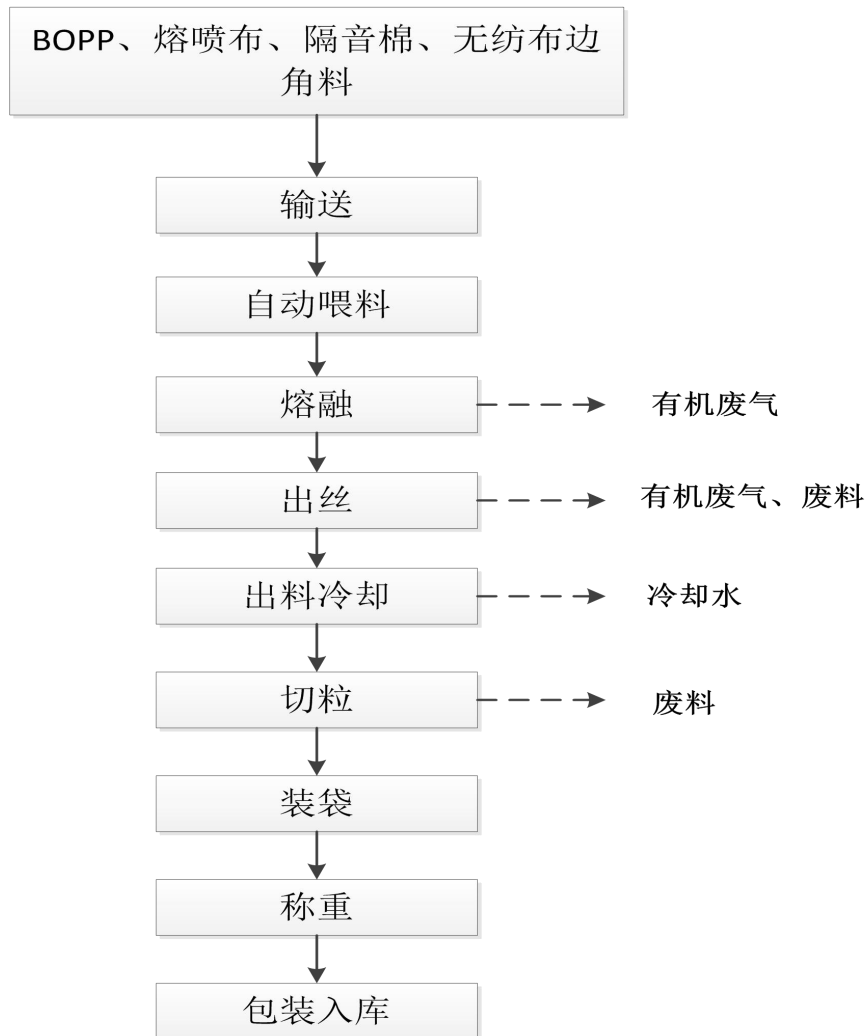 BOPP、熔喷布、隔音棉、无纺布边
角料
输送
自动喂料
熔融
有机废气
出丝
有机废气、废料
出料冷却
冷却水
切粒
废料
装袋
称重
包装入库